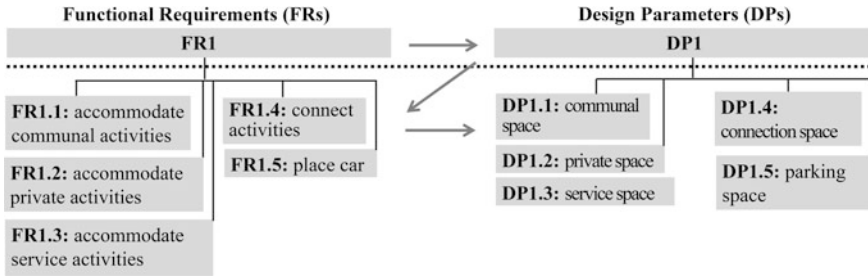 Functional Requirements (FRs)
Design Parameters (DPs)
FR1
DP1
FR1.1: accommodate
communal activities
FR1.2: accommodate
private activities
FR1.3: accommodate
service activities
FR1.4: connect
activities
FR1.5: place car
DP1.1: communal
space
DP1.2: private space
DP1.3: service space
DP1.4:
connection space
DP1.5: parking
space